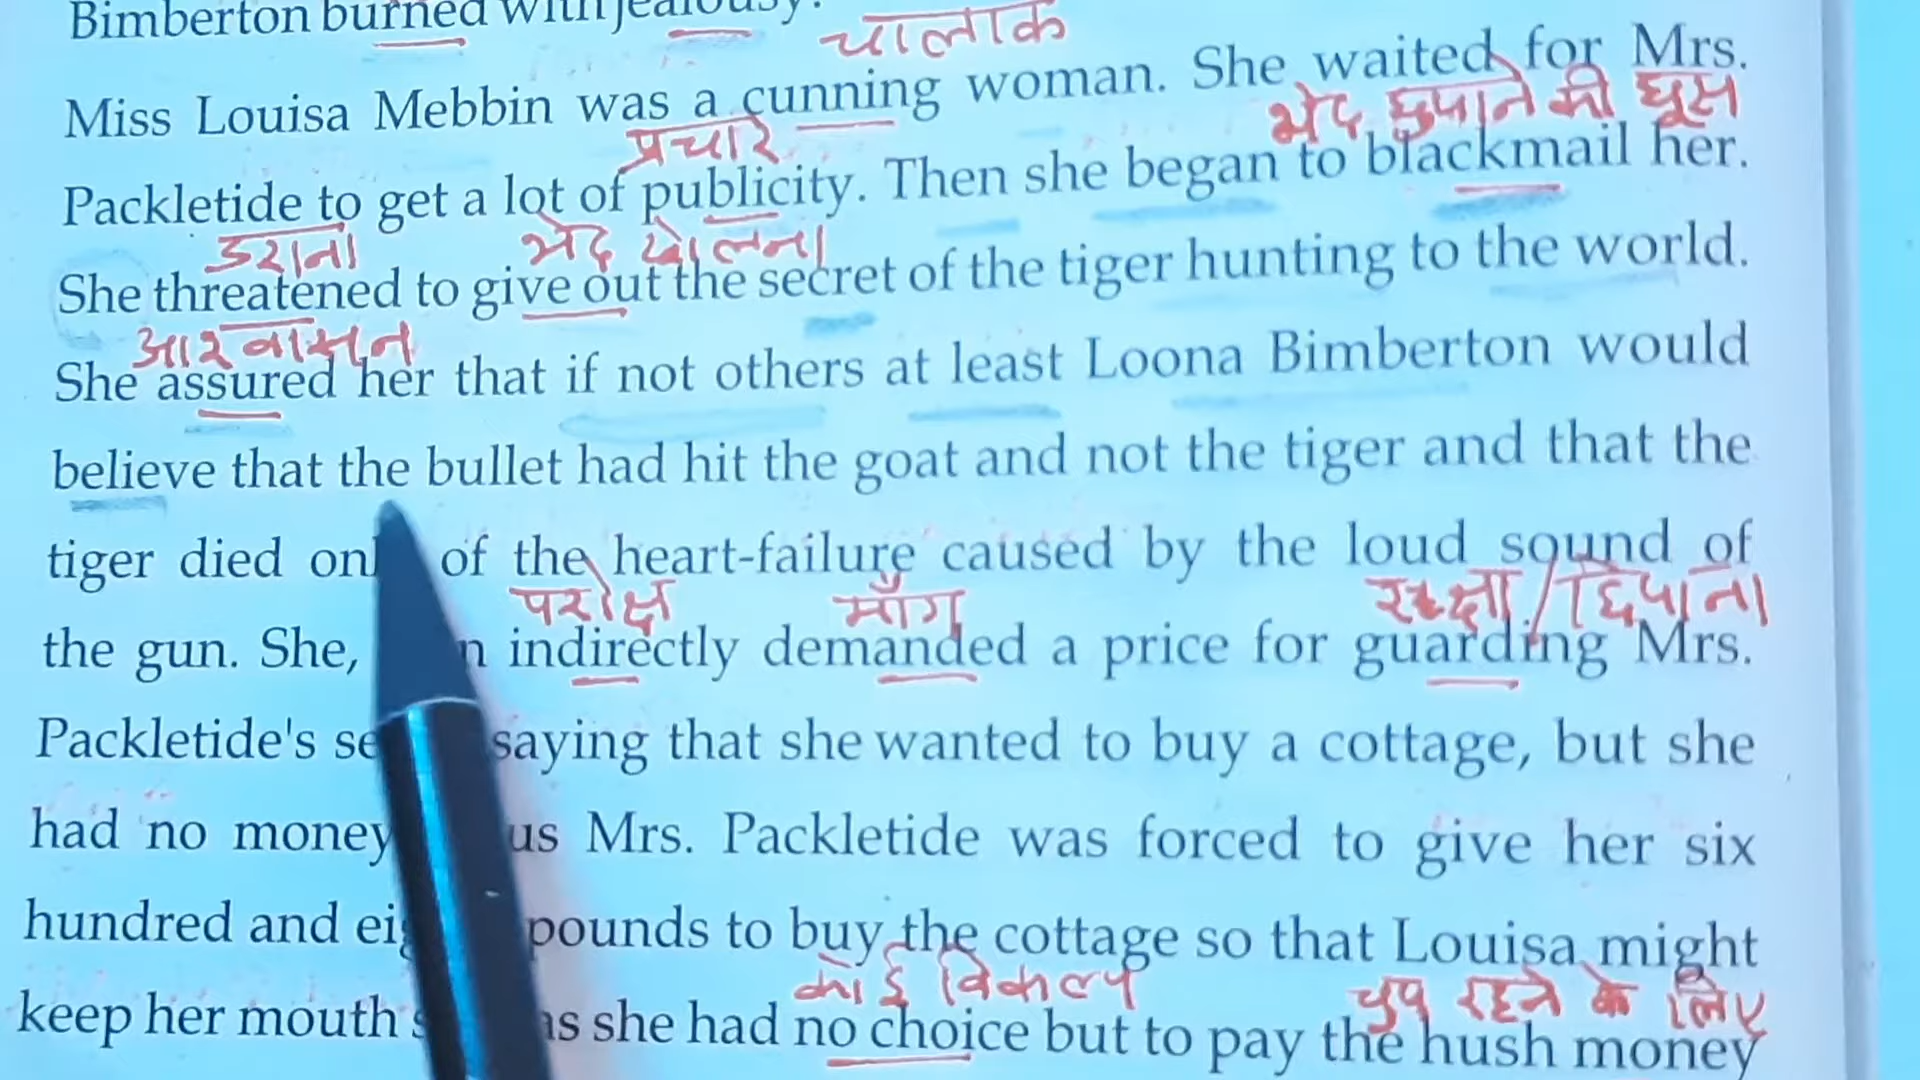 Bimberton burned with jealousy.
चालाक
Miss Louisa Mebbin was a cunning woman. She waited for Mrs.
प्रचार भेद छुपाने की घूस
Packletide to get a lot of publicity. Then she began to blackmail her.
डराना भेद खोलना
She threatened to give out the secret of the tiger hunting to the world.
आश्वासन
She assured her that if not others at least Loona Bimberton would
believe that the bullet had hit the goat and not the tiger and that the
tiger died of the heart-failure caused by the loud sound of
परोक्ष माँग रक्षा/छिपाना
the gun. She, indirectly demanded a price for guarding Mrs.
Packletide's saying that she wanted to buy a cottage, but she
had no money Mrs. Packletide was forced to give her six
hundred and pounds to buy the cottage so that Louisa might
कोई विकल्प चुप रहने के लिए
keep her mouth as she had no choice but to pay the hush money